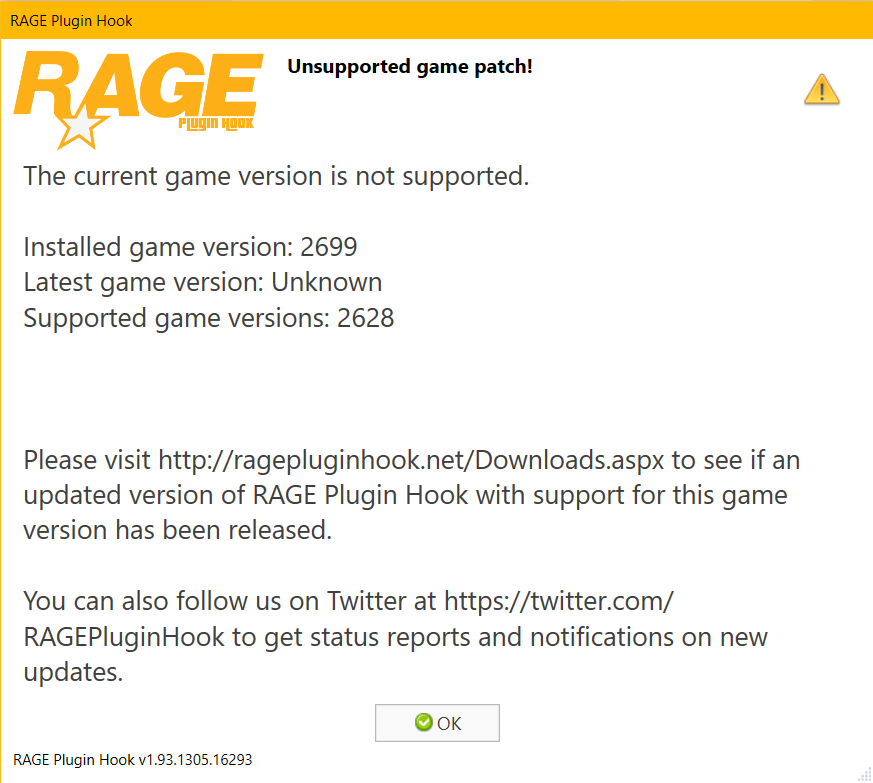 RAGE Plugin Hook
RAGE
PLUGIN HOOK
Unsupported game patch!
The current game version is not supported.
Installed game version: 2699
Latest game version: Unknown
Supported game versions: 2628
Please visit http://ragepluginhook.net/Downloads.aspx to see if an
updated version of RAGE Plugin Hook with support for this game
version has been released.
You can also follow us on Twitter at https://twitter.com/
RAGEPluginHook to get status reports and notifications on new
updates.
OK
RAGE Plugin Hook v1.93.1305.16293